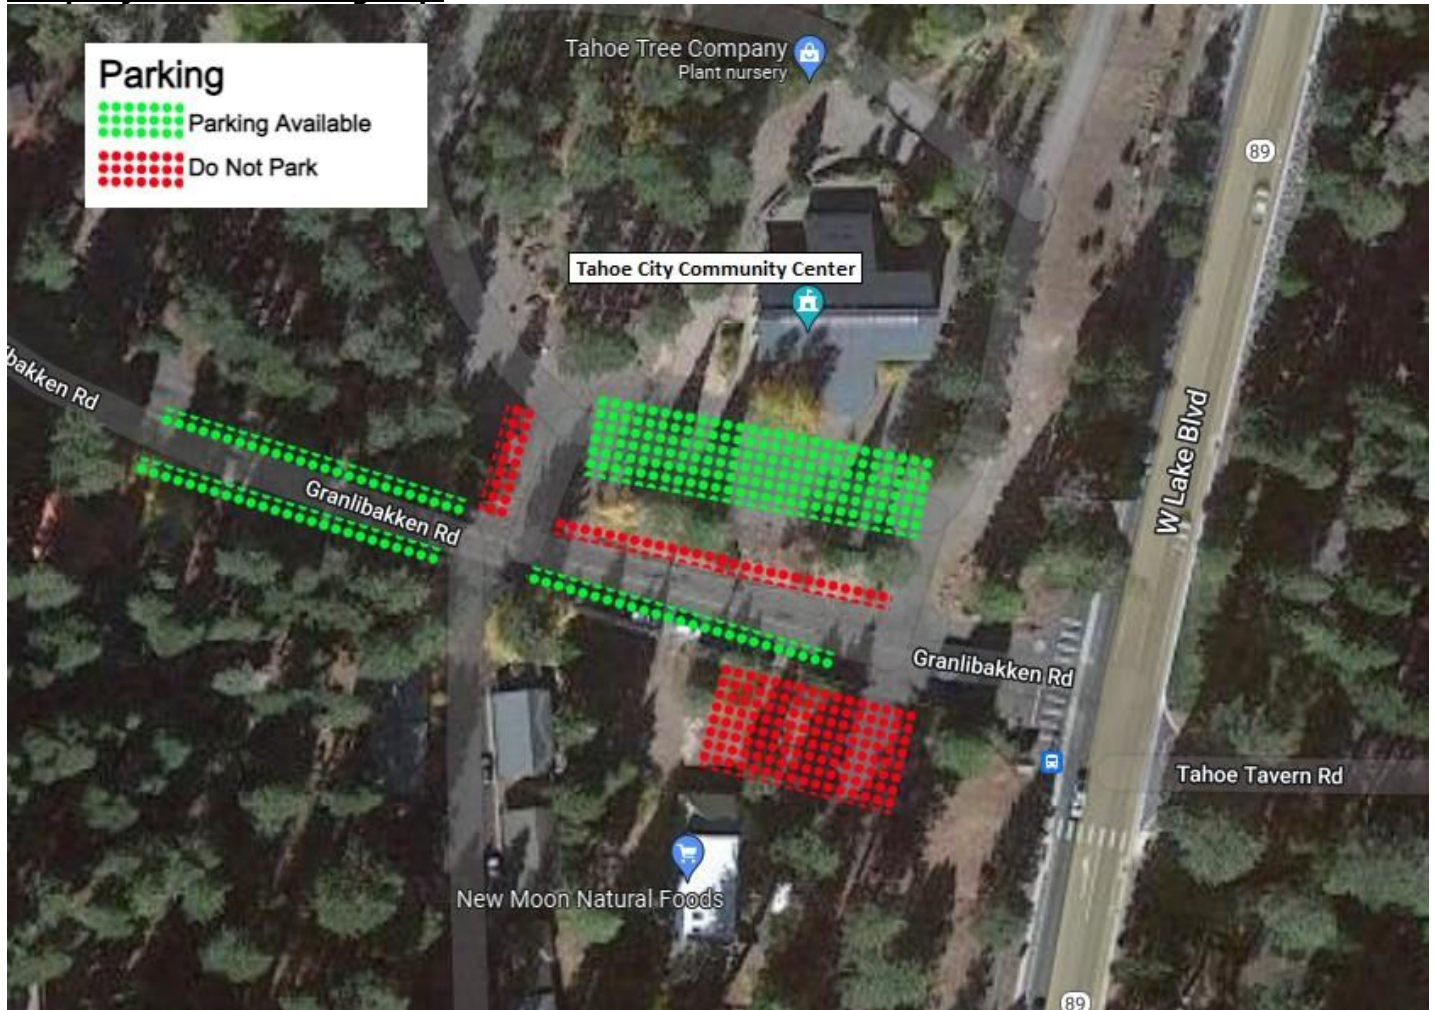 Parking
Parking Available
Do Not Park
Tahoe Tree Company
Plant nursery
89
Tahoe City Community Center
bakken Rd
Granlibakken Rd
W Lake Blvd
Granlibakken Rd
Tahoe Tavern Rd
New Moon Natural Foods
89